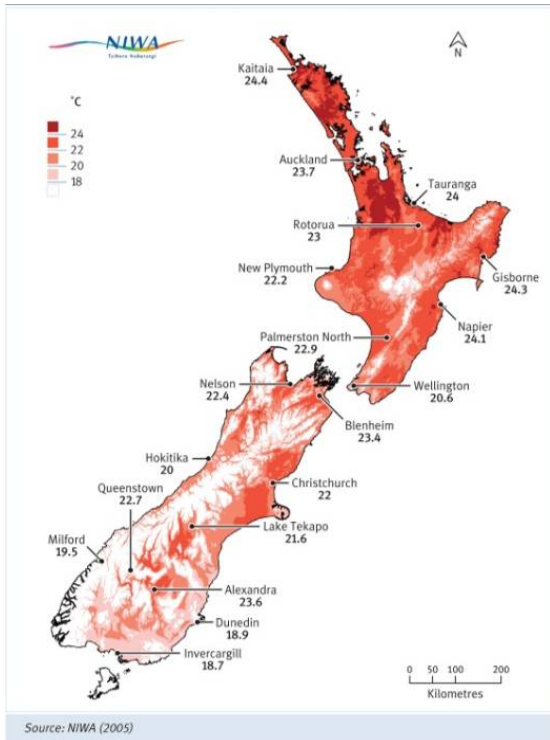 NIWA
Taihoro Nukurangi
N
°C
24
22
20
18
Kaitaia
24.4
Auckland
23.7
Tauranga
24
Rotorua
23
New Plymouth
22.2
Gisborne
24.3
Napier
24.1
Palmerston North
22.9
Nelson
22.4
Wellington
20.6
Blenheim
23.4
Hokitika
20
Christchurch
22
Queenstown
22.7
Lake Tekapo
21.6
Milford
19.5
Alexandra
23.6
Dunedin
18.9
Invercargill
18.7
0 50 100 200
Kilometres
Source: NIWA (2005)